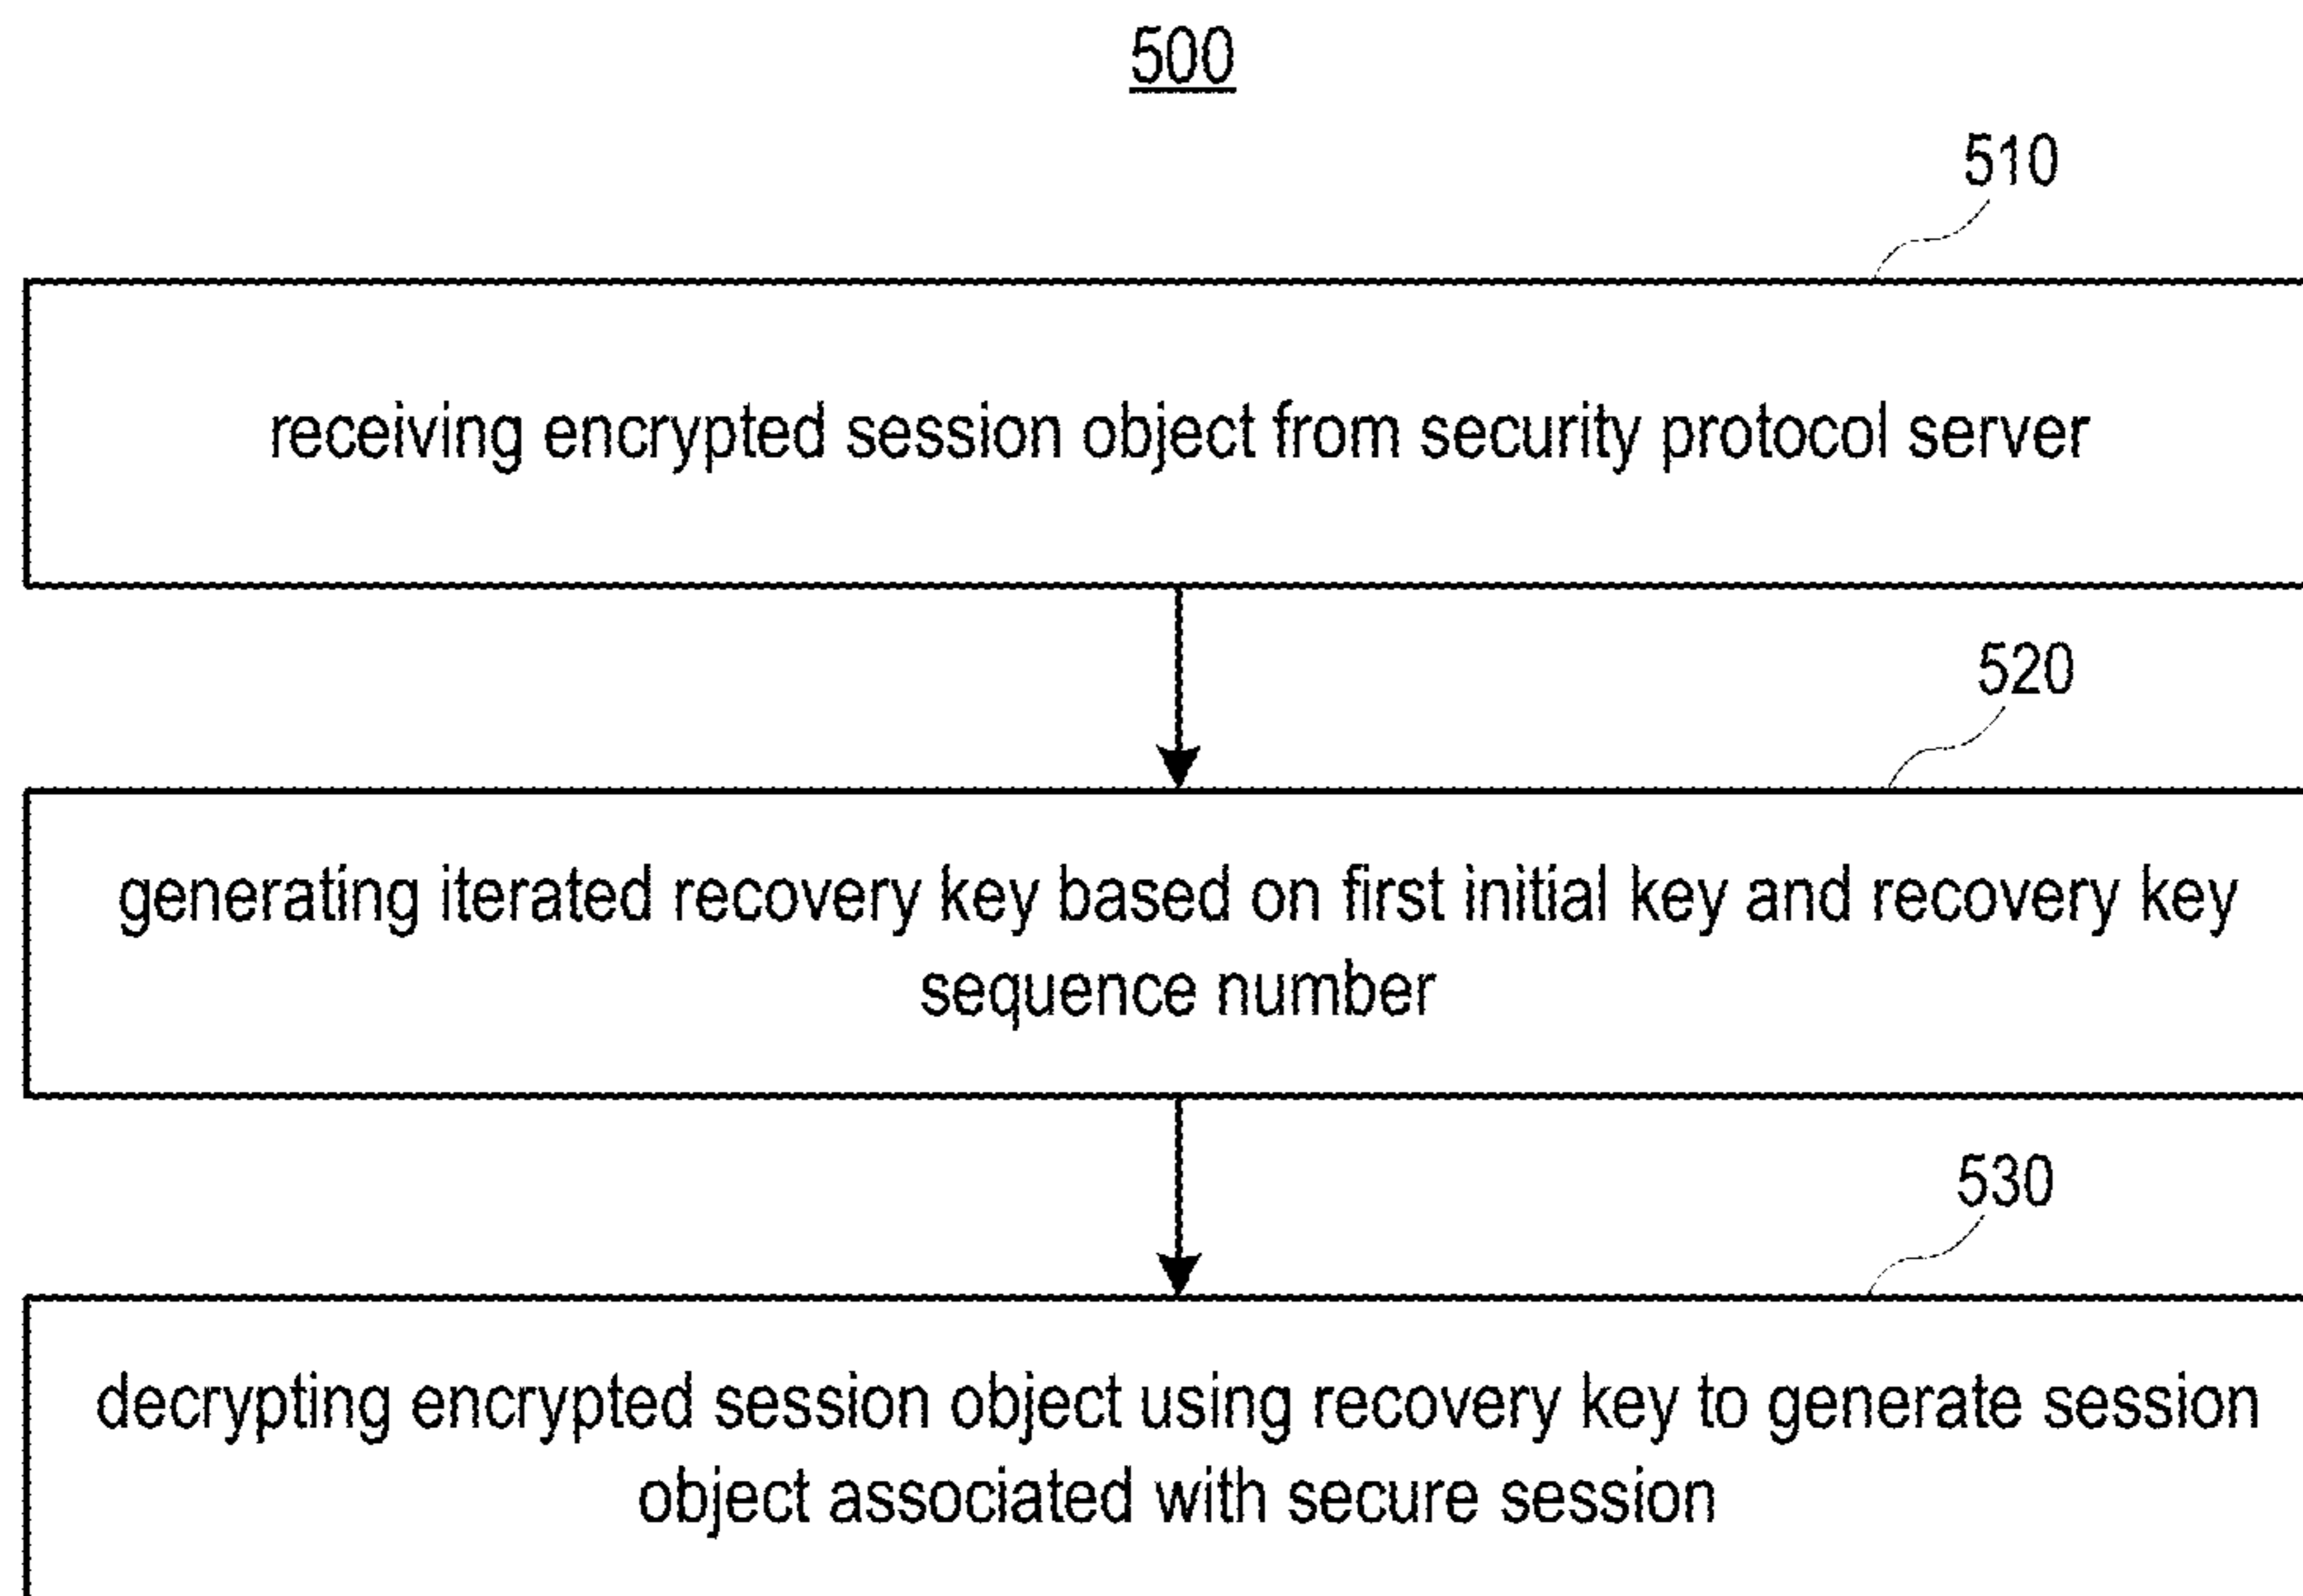 500
510
receiving encrypted session object from security protocol server
520
generating iterated recovery key based on first initial key and recovery key
sequence number
530
decrypting encrypted session object using recovery key to generate session
object associated with secure session